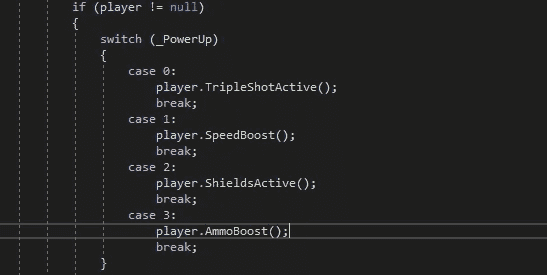 if (player != null)
{
switch (_PowerUp)
{
case 0:
player.TripleShotActive();
break;
case 1:
player.SpeedBoost();
break;
case 2:
player.ShieldsActive();
break;
case 3:
player.AmmoBoost();
break;
}